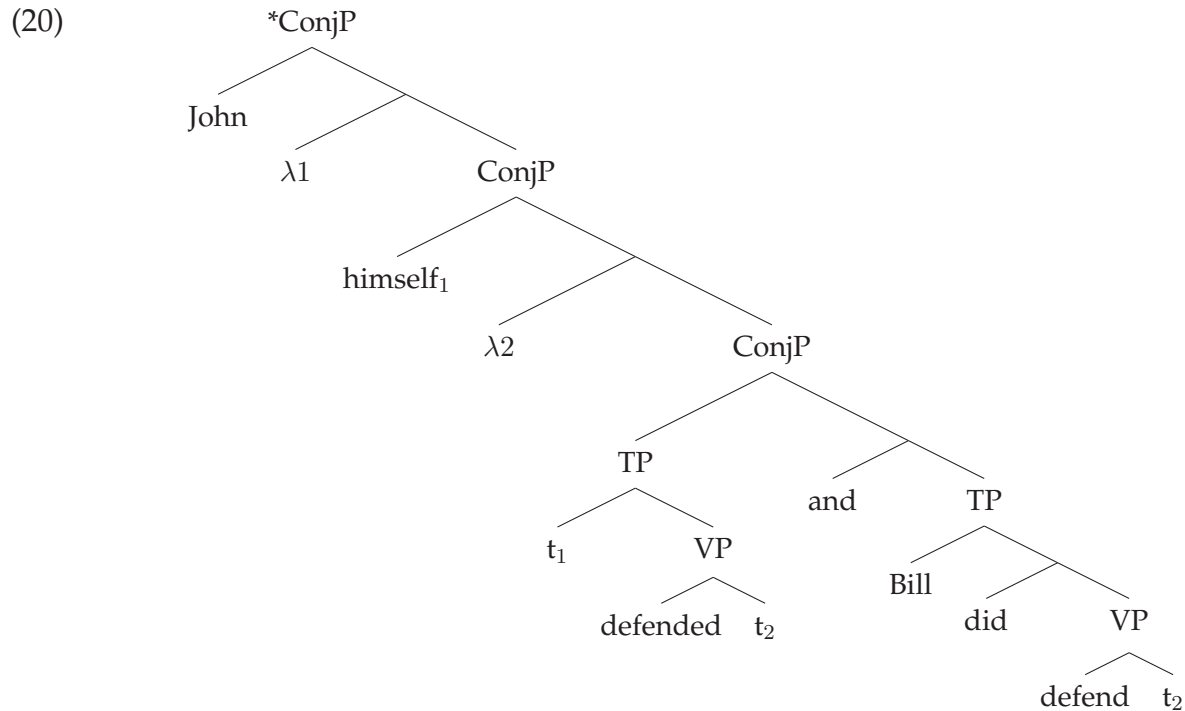 (20) *ConjP
John
λ1 ConjP
himself₁
λ2 ConjP
TP
and TP
t₁ VP
Bill
defended t₂ did VP
defend t₂